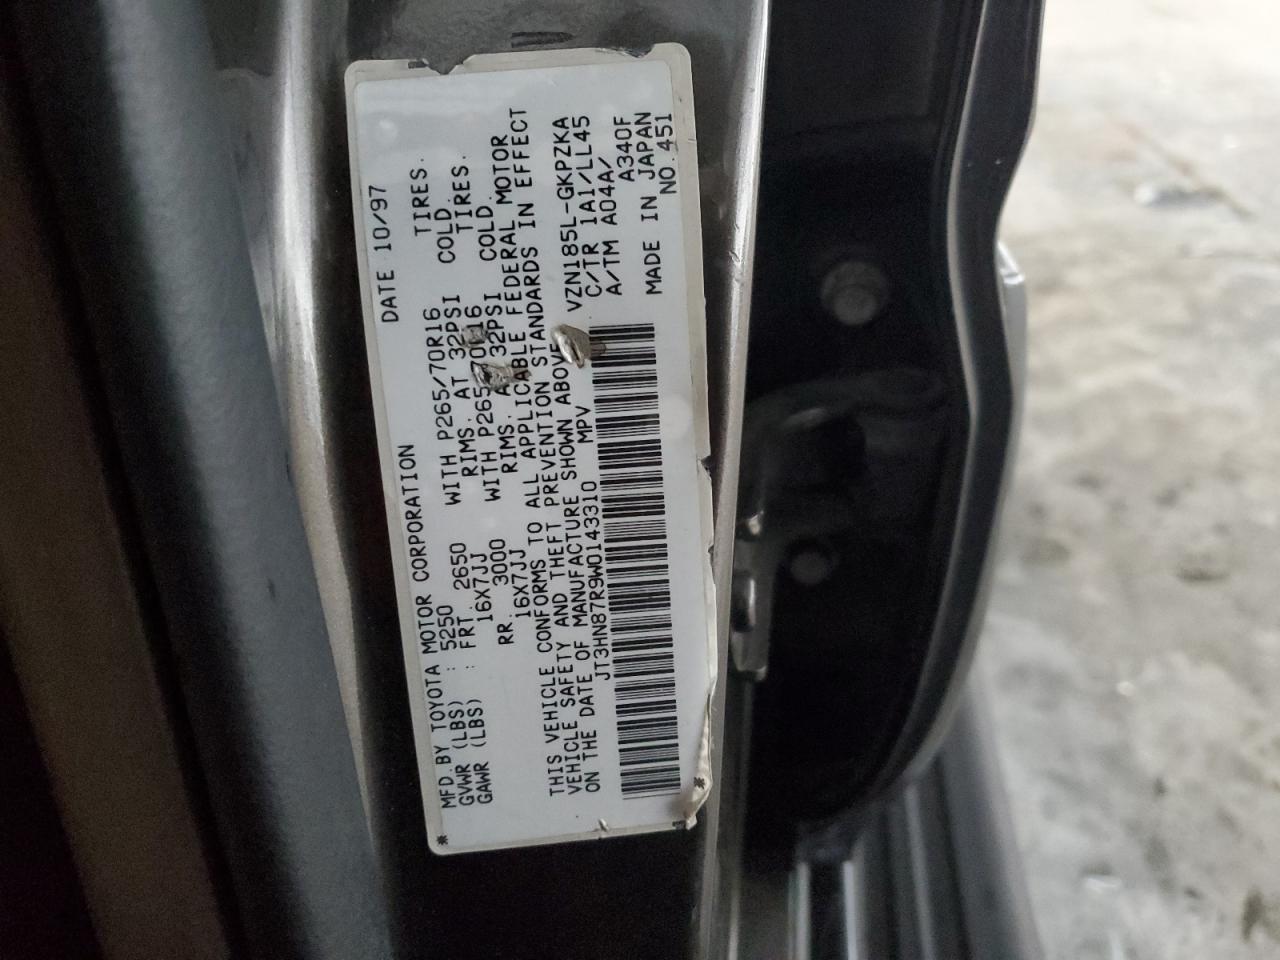 MFD.BY TOYOTA MOTOR CORPORATION DATE 10/97
GVWR (LBS) : 5250 WITH P265/70R16 TIRES.
GAWR (LBS) : FRT. 2650 RIMS. AT 32PSI COLD
16X7JJ WITH P265 70 16 TIRES.
RR. 3000 RIMS. A 32PSI COLD.
16X7JJ
THIS VEHICLE CONFORMS TO ALL APPLICABLE FEDERAL MOTOR
VEHICLE SAFETY AND THEFT PREVENTION STANDARDS IN EFFECT
ON THE DATE OF MANUFACTURE SHOWN ABOVE
JT3HN87R9W0143310 MPV
VZN185L-GKPZKA
C/TR 1A1/LL45
A/TM A04A/
A340F
MADE IN JAPAN
NO.451